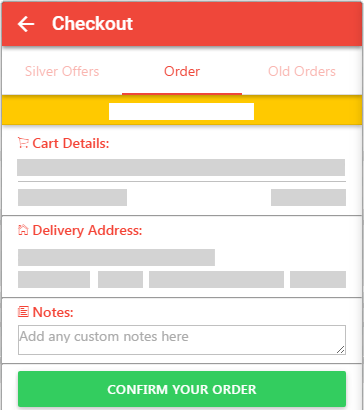 Checkout
Silver Offers Order Old Orders
Cart Details:
Delivery Address:
Notes:
Add any custom notes here
CONFIRM YOUR ORDER